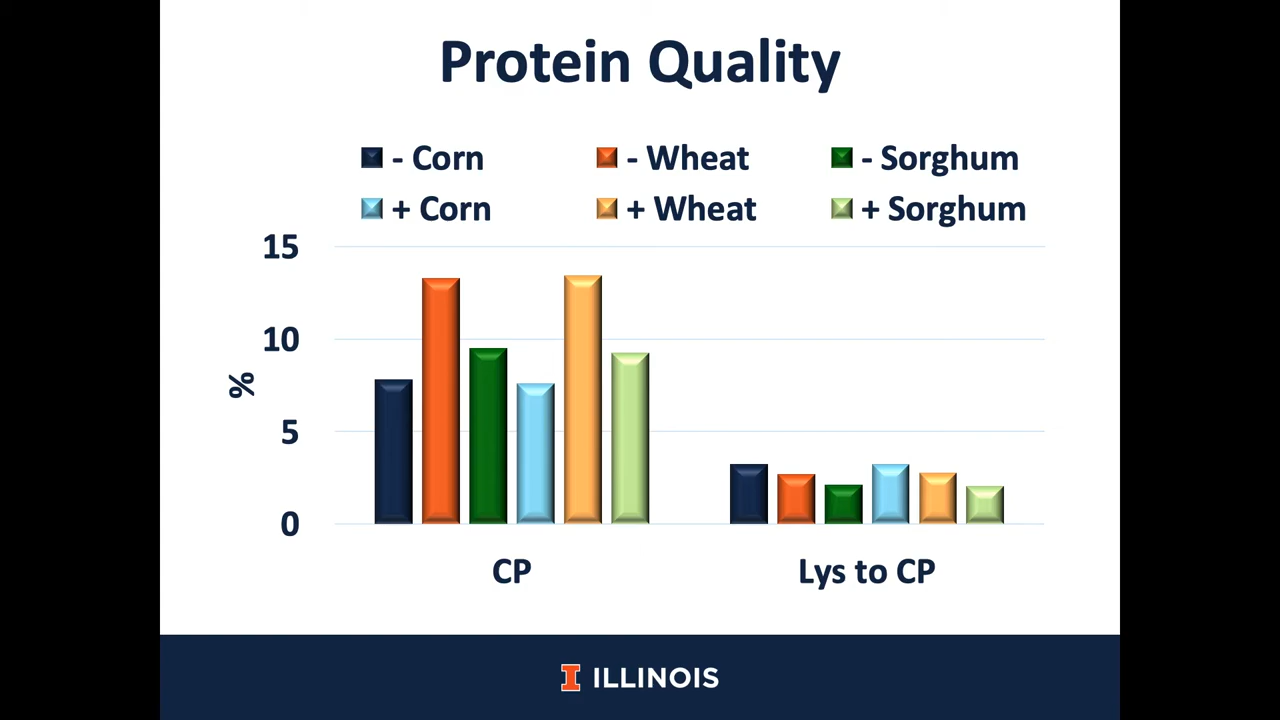 Protein Quality
- Corn - Wheat - Sorghum
+ Corn + Wheat + Sorghum
15
10
%
5
0
CP Lys to CP
I ILLINOIS